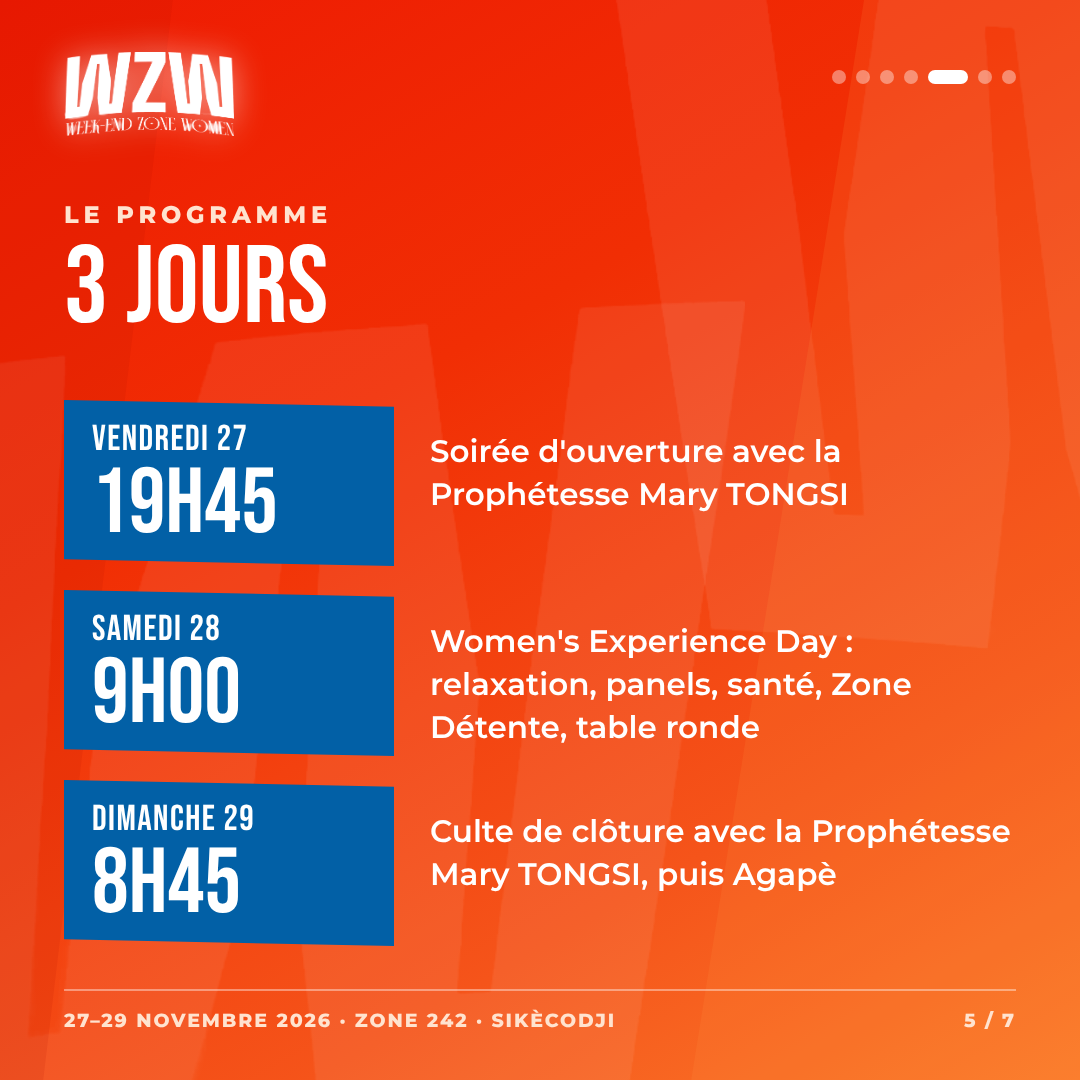 WZW
WEEK-END ZONE WOMEN
LE PROGRAMME
3 JOURS
VENDREDI 27
19H45
Soirée d'ouverture avec la
Prophétesse Mary TONGSI
SAMEDI 28
9H00
Women's Experience Day :
relaxation, panels, santé, Zone
Détente, table ronde
DIMANCHE 29
8H45
Culte de clôture avec la Prophétesse
Mary TONGSI, puis Agapè
27–29 NOVEMBRE 2026 · ZONE 242 · SIKÈCODJI
5 / 7